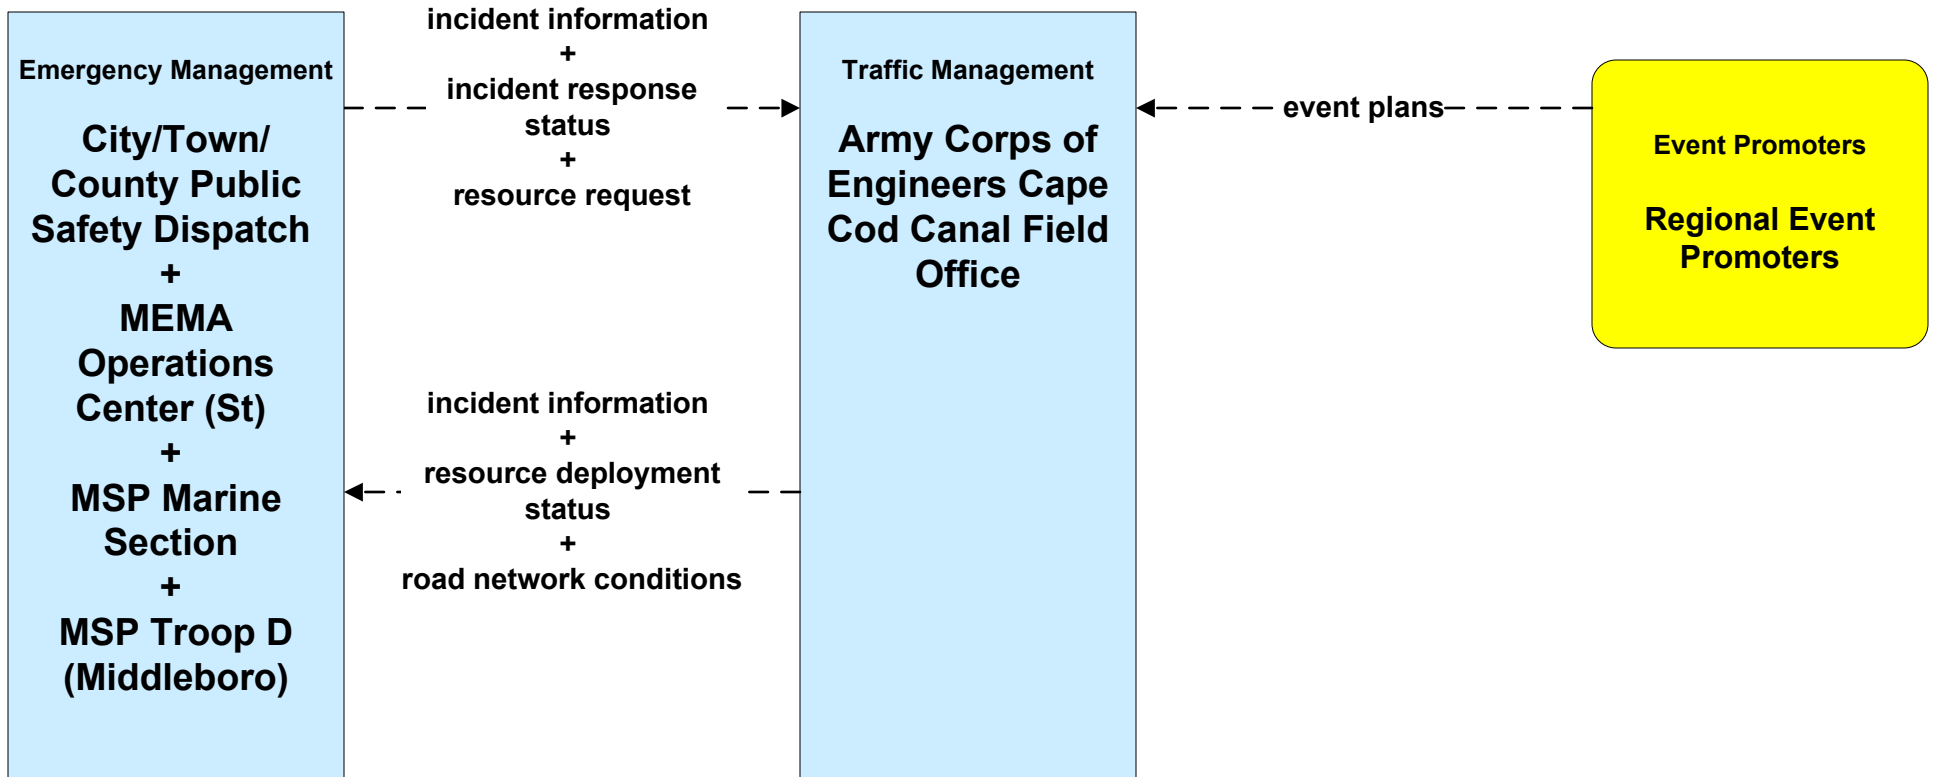 Emergency Management
City/Town/
County Public
Safety Dispatch
+
MEMA
Operations
Center (St)
+
MSP Marine
Section
+
MSP Troop D
(Middleboro)
incident information
+
incident response
status
+
resource request
incident information
+
resource deployment
status
+
road network conditions
Traffic Management
Army Corps of
Engineers Cape
Cod Canal Field
Office
event plans
Event Promoters
Regional Event
Promoters